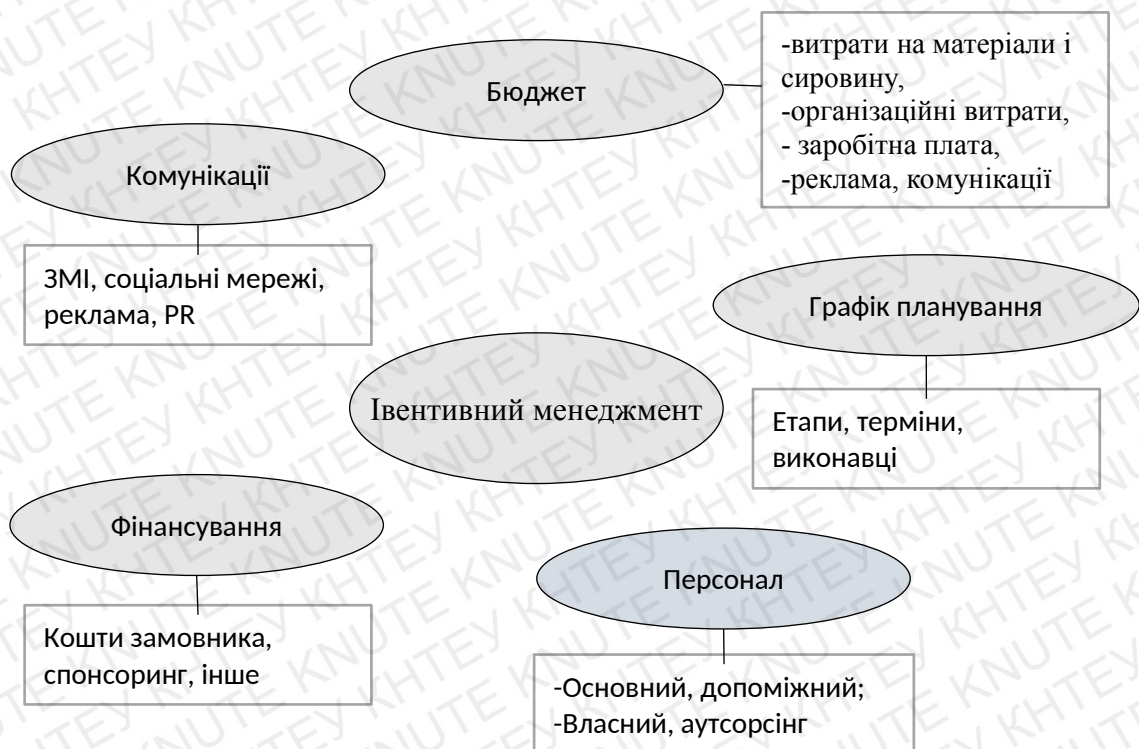 Бюджет
-витрати на матеріали і
сировину,
-організаційні витрати,
- заробітна плата,
-реклама, комунікації
Комунікації
ЗМІ, соціальні мережі,
реклама, PR
Графік планування
Етапи, терміни,
виконавці
Івентивний менеджмент
Фінансування
Кошти замовника,
спонсоринг, інше
Персонал
-Основний, допоміжний;
-Власний, аутсорсінг